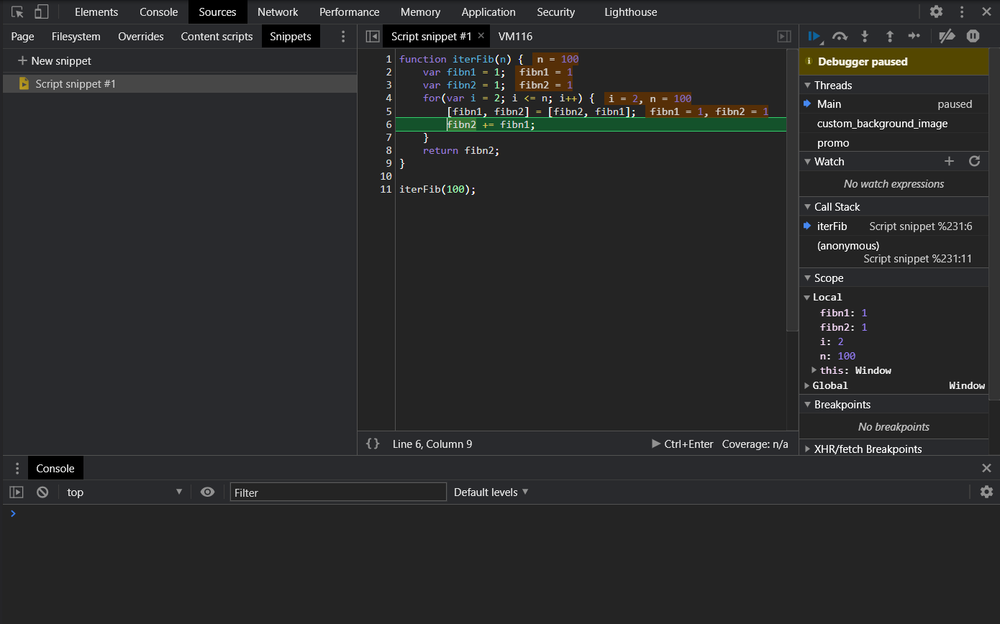 Elements Console Sources Network Performance Memory Application Security Lighthouse
Page Filesystem Overrides Content scripts Snippets
Script snippet #1 × VM116
+ New snippet
Script snippet #1
1 function iterFib(n) { n = 100
2 var fibn1 = 1; fibn1 = 1
3 var fibn2 = 1; fibn2 = 1
4 for(var i = 2; i <= n; i++) { i = 2, n = 100
5 [fibn1, fibn2] = [fibn2, fibn1]; fibn1 = 1, fibn2 = 1
6 fibn2 += fibn1;
7 }
8 return fibn2;
9 }
10
11 iterFib(100);
{} Line 6, Column 9 Ctrl+Enter Coverage: n/a
Debugger paused
Threads
Main paused
custom_background_image
promo
Watch
No watch expressions
Call Stack
iterFib Script snippet %231:6
(anonymous)
Script snippet %231:11
Scope
Local
fibn1: 1
fibn2: 1
i: 2
n: 100
this: Window
Global Window
Breakpoints
No breakpoints
XHR/fetch Breakpoints
Console
top Filter Default levels
>